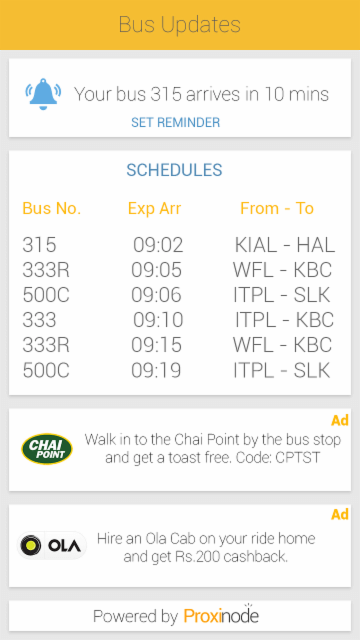 Bus Updates
Your bus 315 arrives in 10 mins
SET REMINDER
SCHEDULES
Bus No. Exp Arr From - To
315 09:02 KIAL - HAL
333R 09:05 WFL - KBC
500C 09:06 ITPL - SLK
333 09:10 ITPL - KBC
333R 09:15 WFL - KBC
500C 09:19 ITPL - SLK
Ad
CHAI
POINT
Walk in to the Chai Point by the bus stop
and get a toast free. Code: CPTST
Ad
OLA
Hire an Ola Cab on your ride home
and get Rs.200 cashback.
Powered by Proxinode